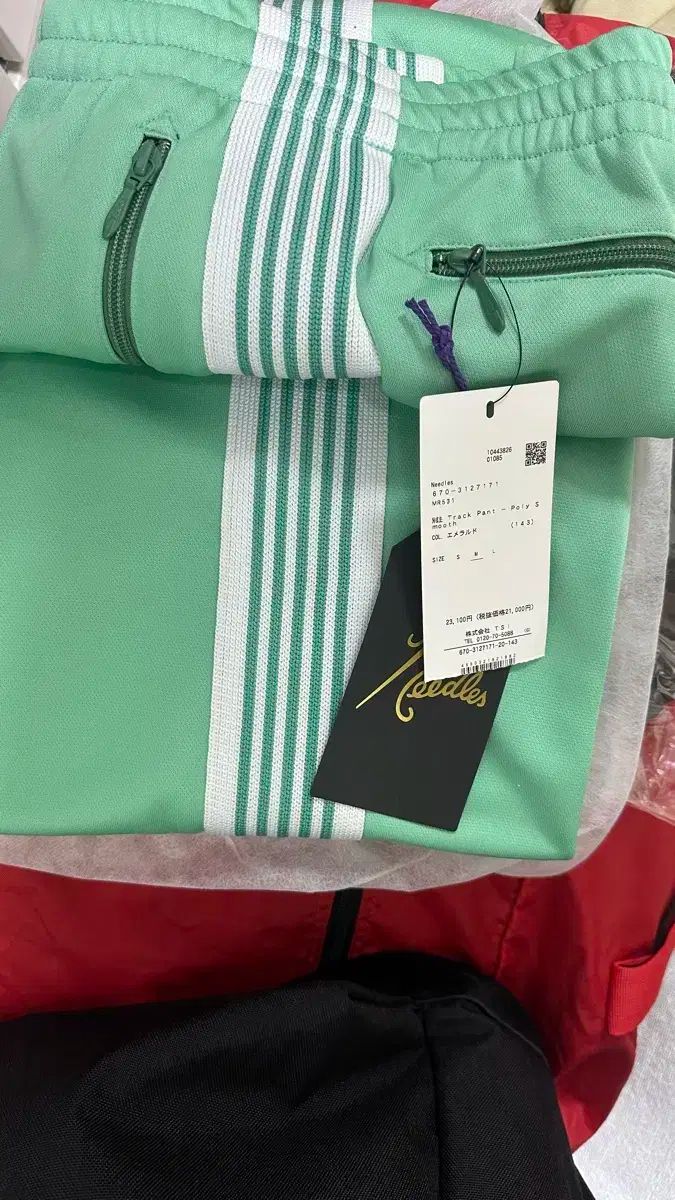 10443826
01085
Needles
670-3127171
MR531
Track Pant - Poly S
mooth
COL. エメラルド (143)
SIZE S M L
23,100円 (税抜価格21,000円)
株式会社 TSI
TEL 0120-70-5088
670-3127171-20-143
Needles